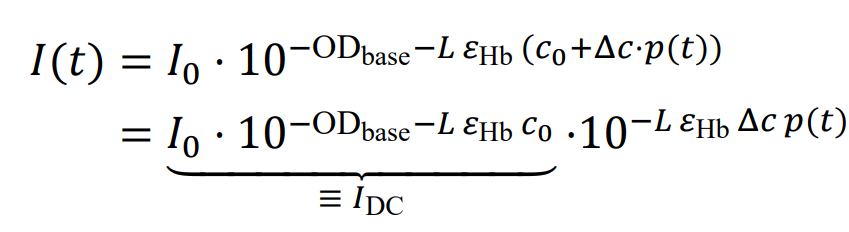 I(t) = I₀ · 10^(−OD_base−L ε_Hb (c₀+Δc·p(t)))
= I₀ · 10^(−OD_base−L ε_Hb c₀) · 10^(−L ε_Hb Δc p(t))
≡ I_DC